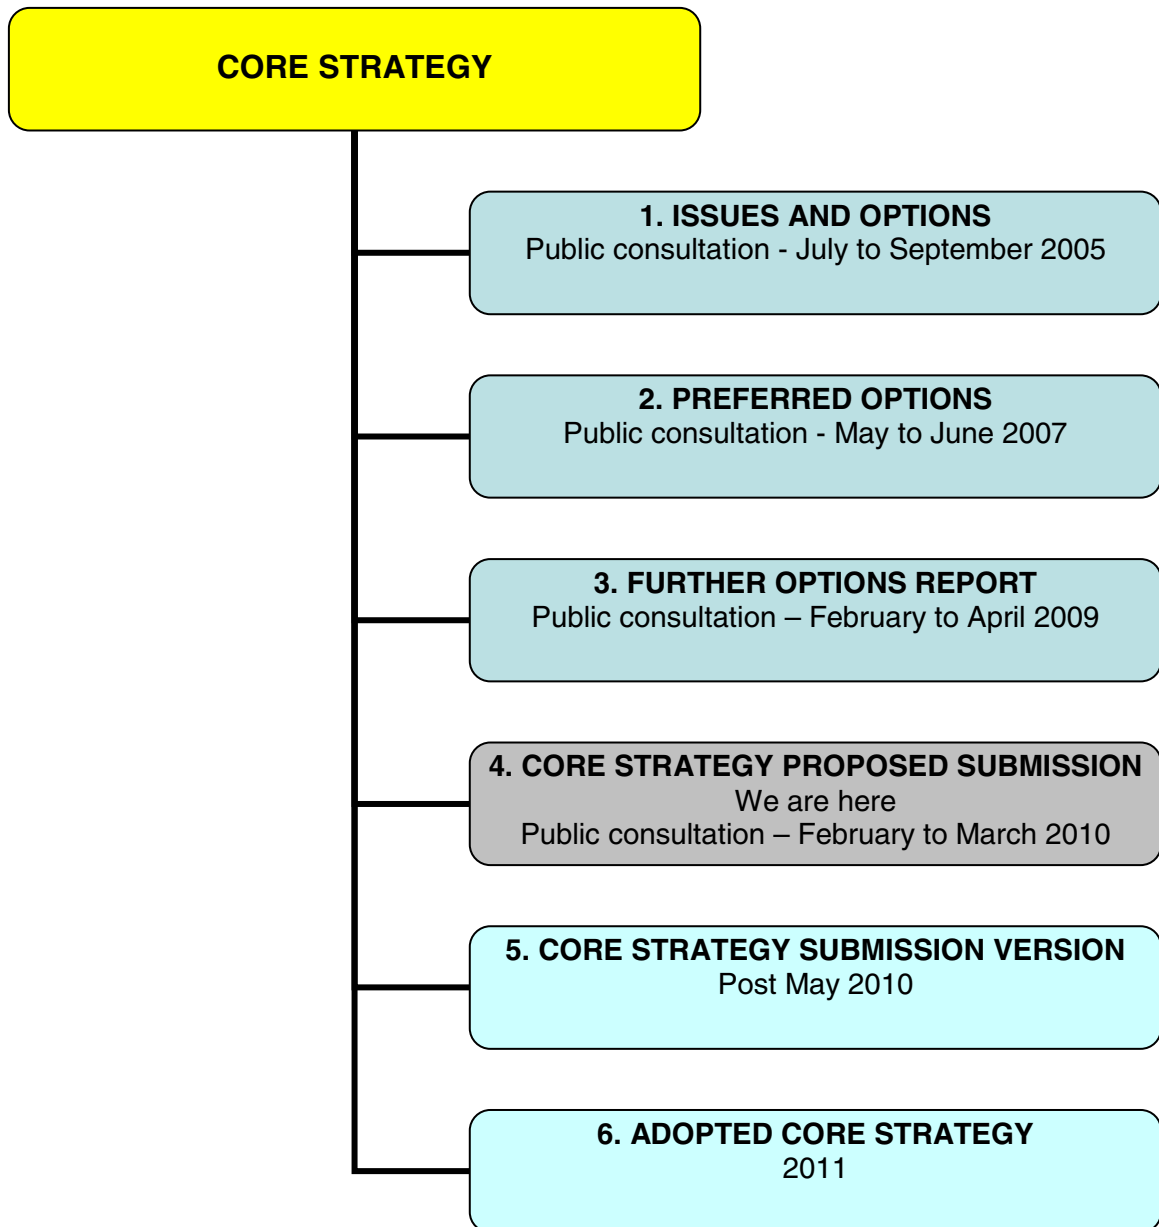 CORE STRATEGY
1. ISSUES AND OPTIONS
Public consultation - July to September 2005
2. PREFERRED OPTIONS
Public consultation - May to June 2007
3. FURTHER OPTIONS REPORT
Public consultation – February to April 2009
4. CORE STRATEGY PROPOSED SUBMISSION
We are here
Public consultation – February to March 2010
5. CORE STRATEGY SUBMISSION VERSION
Post May 2010
6. ADOPTED CORE STRATEGY
2011